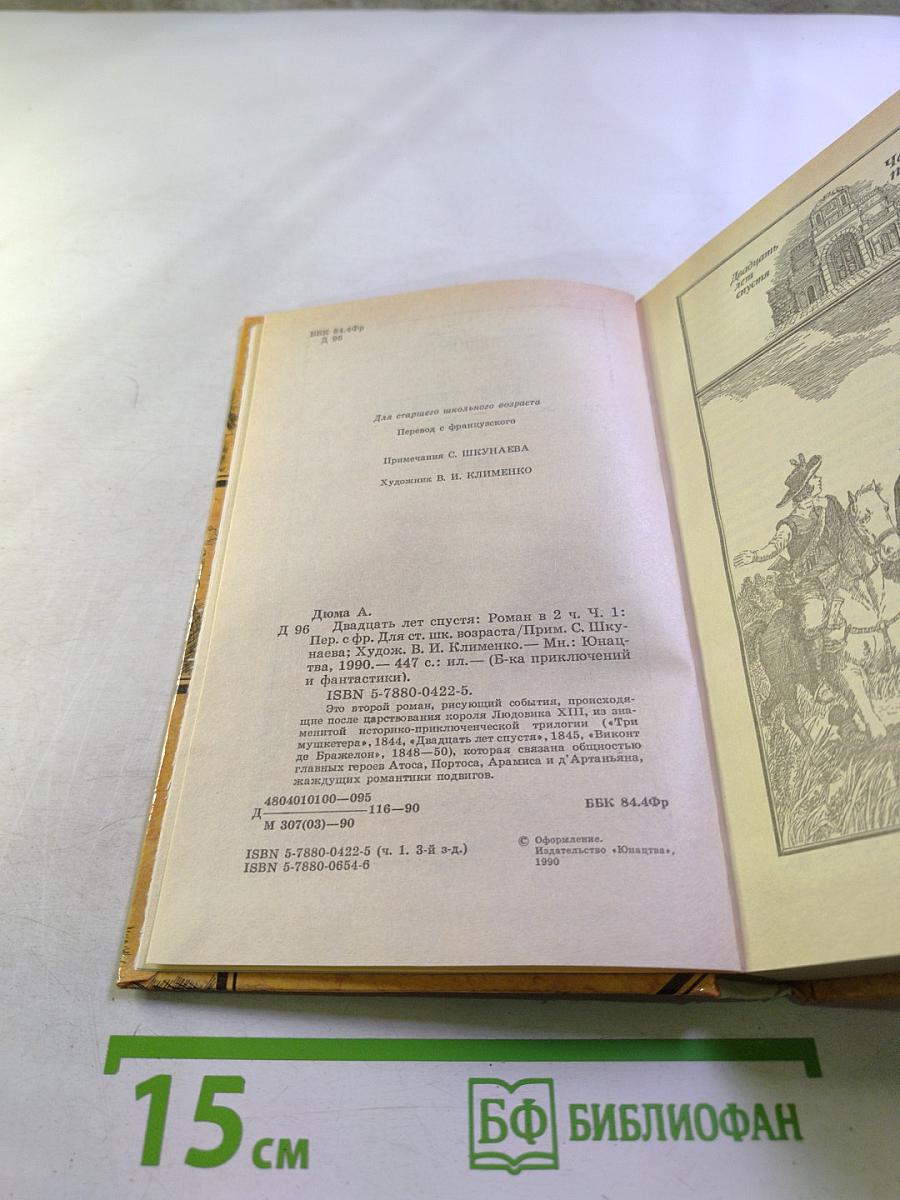 ББК 84.4Фр
Д 96
Для старшего школьного возраста
Перевод с французского
Примечания С. ШКУНАЕВА
Художник В. И. КЛИМЕНКО
Дюма А.
Д 96 Двадцать лет спустя: Роман в 2 ч. Ч. 1:
Пер. с фр. Для ст. шк. возраста/Прим. С. Шку-
наева; Худож. В. И. Клименко.— Мн.: Юнац-
тва, 1990.— 447 с.: ил.— (Б-ка приключений
и фантастики).
ISBN 5-7880-0422-5.
Это второй роман, рисующий события, происходя-
щие после царствования короля Людовика XIII, из зна-
менитой историко-приключенческой трилогии («Три
мушкетера», 1844, «Двадцать лет спустя», 1845, «Виконт
де Бражелон», 1848—50), которая связана общностью
главных героев Атоса, Портоса, Арамиса и д'Артаньяна,
жаждущих романтики подвигов.
4804010100—095
Д 116—90
М 307(03)—90
ББК 84.4Фр
ISBN 5-7880-0422-5 (ч. 1. 3-й з-д.)
ISBN 5-7880-0654-6
© Оформление.
Издательство «Юнацтва»,
1990
Двадцать
лет
спустя
15 см
БФ БИБЛИОФАН